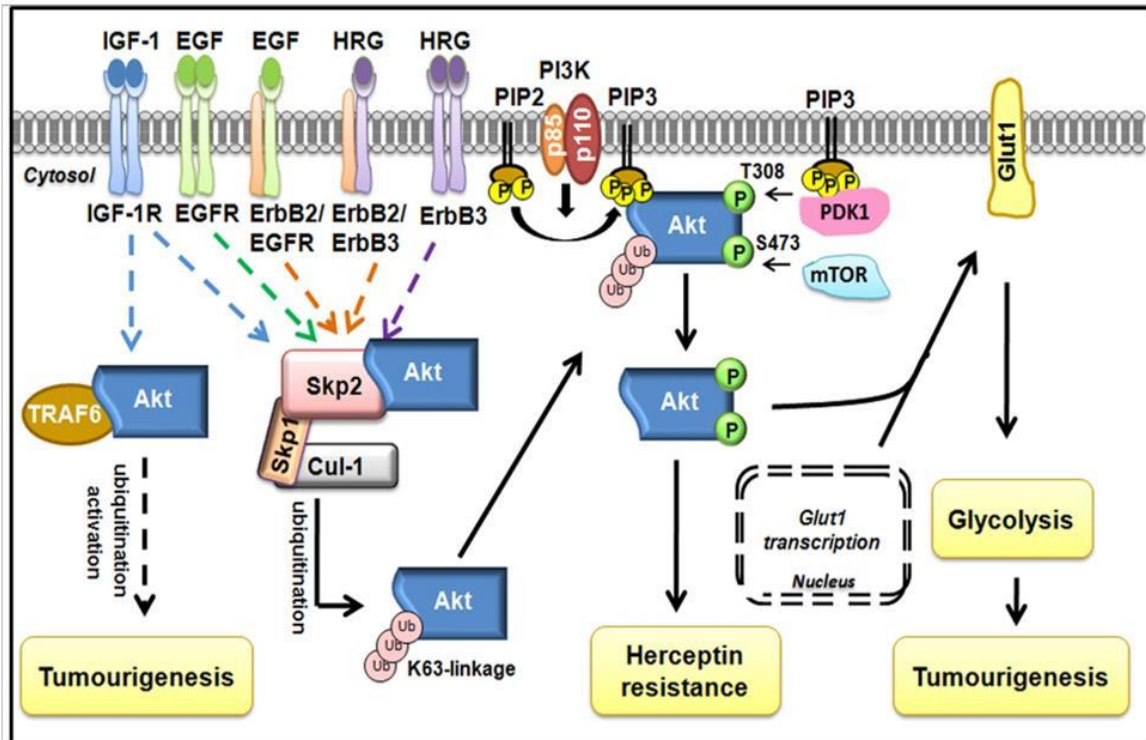 IGF-1 EGF EGF HRG HRG
PI3K
PIP2
PIP3
PIP3
p85
p110
Glut1
Cytosol
P P
P P P
P P P
T308
P
PDK1
Akt
S473
P
mTOR
Ub
Ub
Ub
IGF-1R EGFR ErbB2/
EGFR
ErbB2/
ErbB3
ErbB3
TRAF6
Akt
Skp2
Akt
Skp1
Cul-1
Akt
P
P
ubiquitination
activation
ubiquitination
Akt
Ub
Ub
Ub
K63-linkage
Glut1
transcription
Nucleus
Glycolysis
Tumourigenesis
Herceptin
resistance
Tumourigenesis